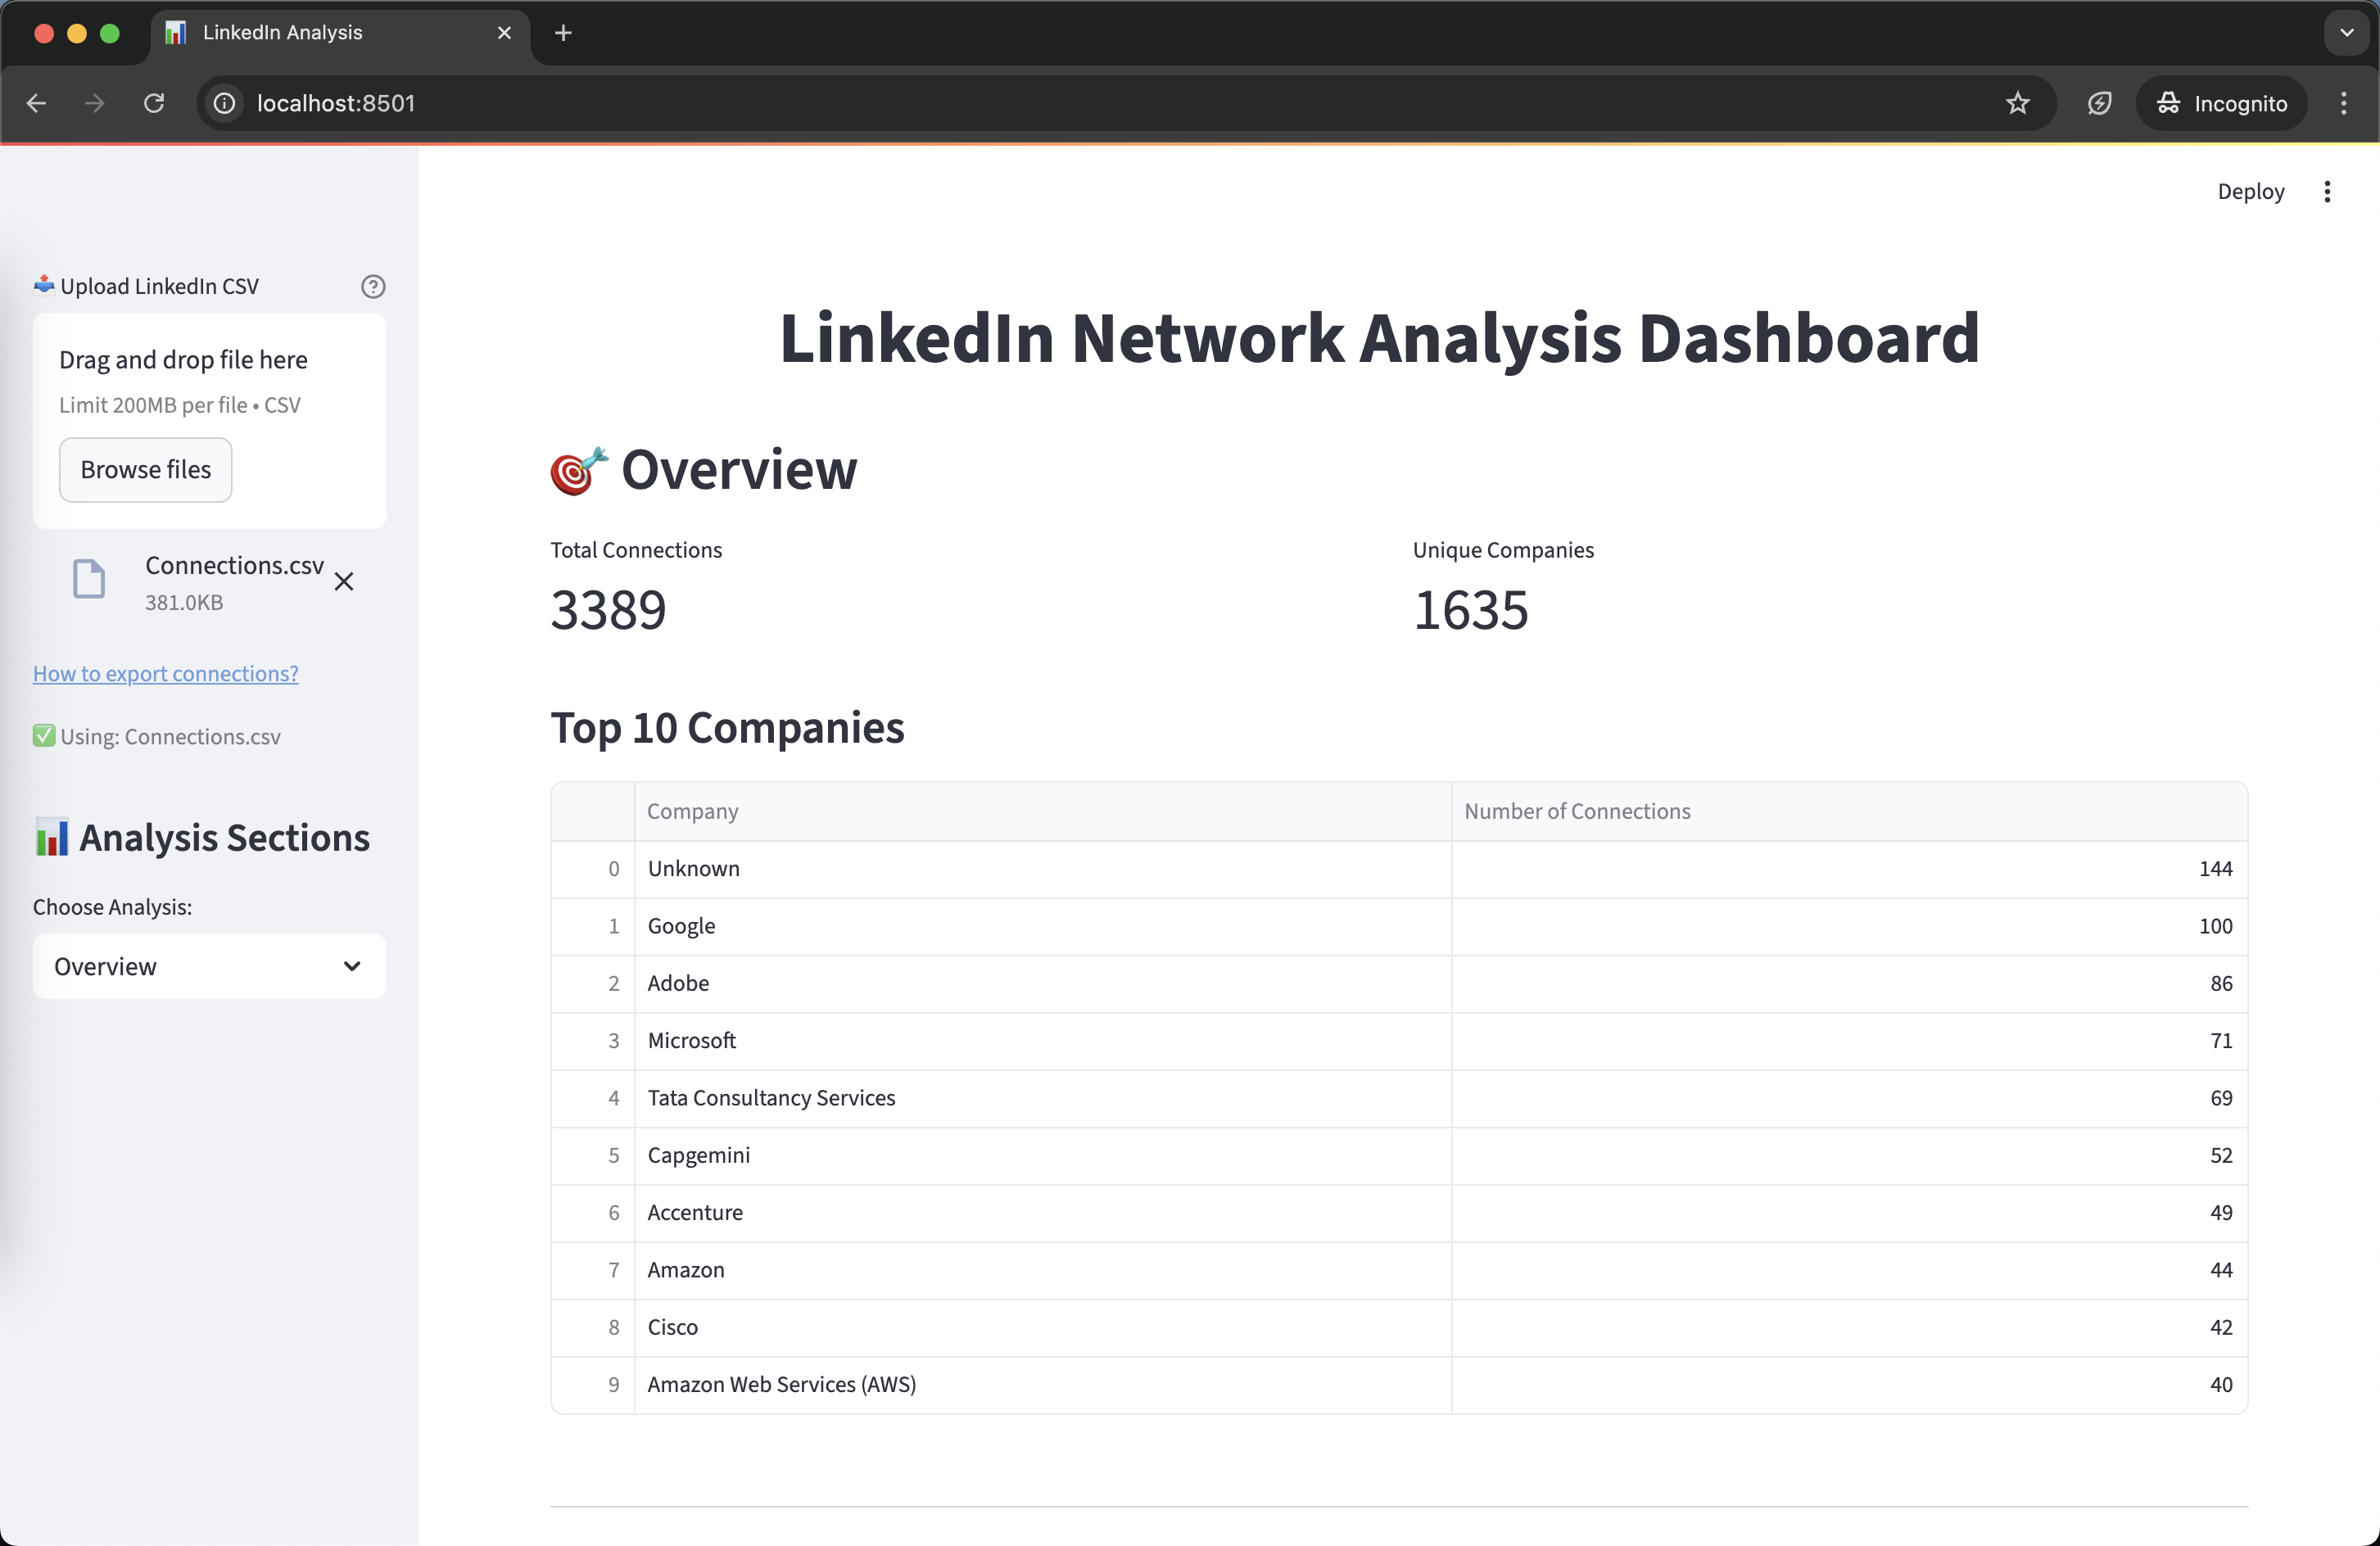 LinkedIn Analysis
localhost:8501
Incognito
Deploy
Upload LinkedIn CSV
Drag and drop file here
Limit 200MB per file • CSV
Browse files
Connections.csv
381.0KB
How to export connections?
Using: Connections.csv
Analysis Sections
Choose Analysis:
Overview
LinkedIn Network Analysis Dashboard
Overview
Total Connections Unique Companies
3389 1635
Top 10 Companies
Company Number of Connections
0 Unknown 144
1 Google 100
2 Adobe 86
3 Microsoft 71
4 Tata Consultancy Services 69
5 Capgemini 52
6 Accenture 49
7 Amazon 44
8 Cisco 42
9 Amazon Web Services (AWS) 40